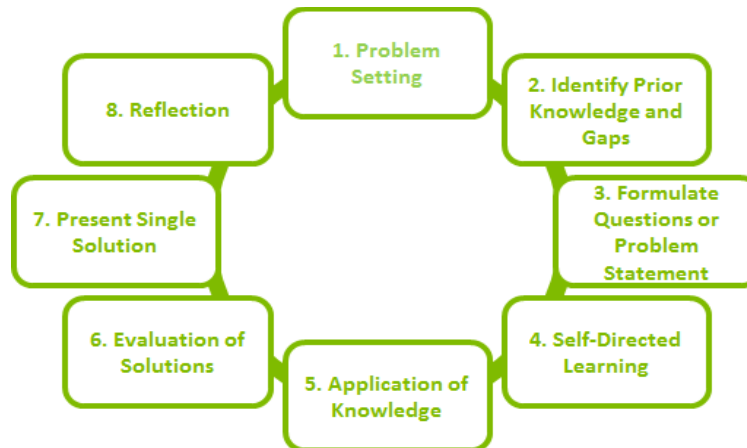 1. Problem
Setting
2. Identify Prior
Knowledge and
Gaps
3. Formulate
Questions or
Problem
Statement
4. Self-Directed
Learning
5. Application of
Knowledge
6. Evaluation of
Solutions
7. Present Single
Solution
8. Reflection